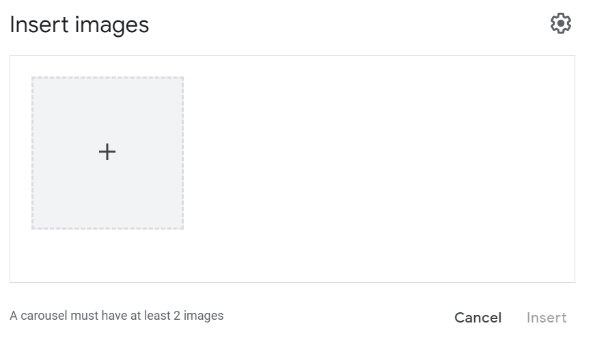 Insert images
A carousel must have at least 2 images
Cancel
Insert